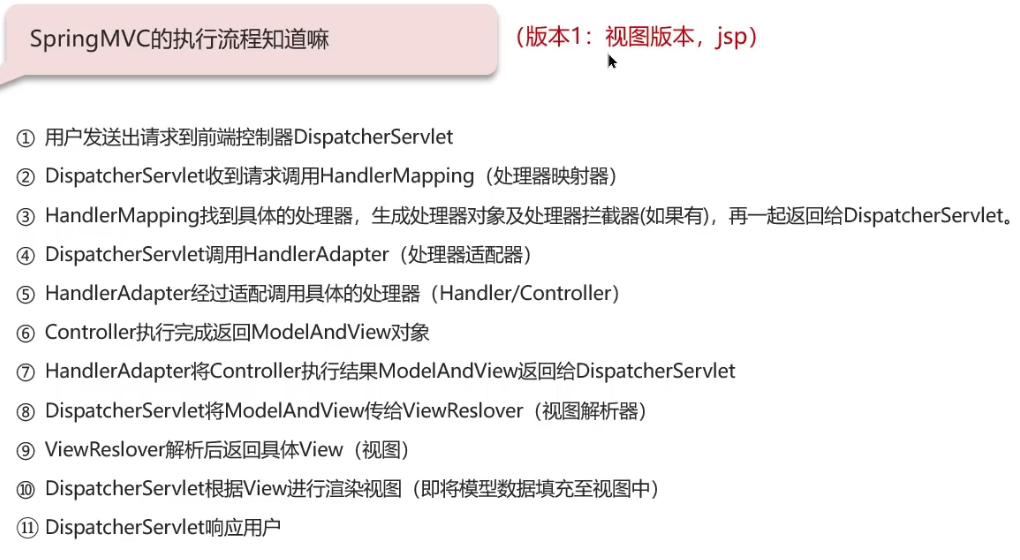 SpringMVC的执行流程知道嘛
（版本1：视图版本，jsp）
① 用户发送出请求到前端控制器DispatcherServlet
② DispatcherServlet收到请求调用HandlerMapping（处理器映射器）
③ HandlerMapping找到具体的处理器，生成处理器对象及处理器拦截器(如果有)，再一起返回给DispatcherServlet。
④ DispatcherServlet调用HandlerAdapter（处理器适配器）
⑤ HandlerAdapter经过适配调用具体的处理器（Handler/Controller）
⑥ Controller执行完成返回ModelAndView对象
⑦ HandlerAdapter将Controller执行结果ModelAndView返回给DispatcherServlet
⑧ DispatcherServlet将ModelAndView传给ViewReslover（视图解析器）
⑨ ViewReslover解析后返回具体View（视图）
⑩ DispatcherServlet根据View进行渲染视图（即将模型数据填充至视图中）
⑪ DispatcherServlet响应用户